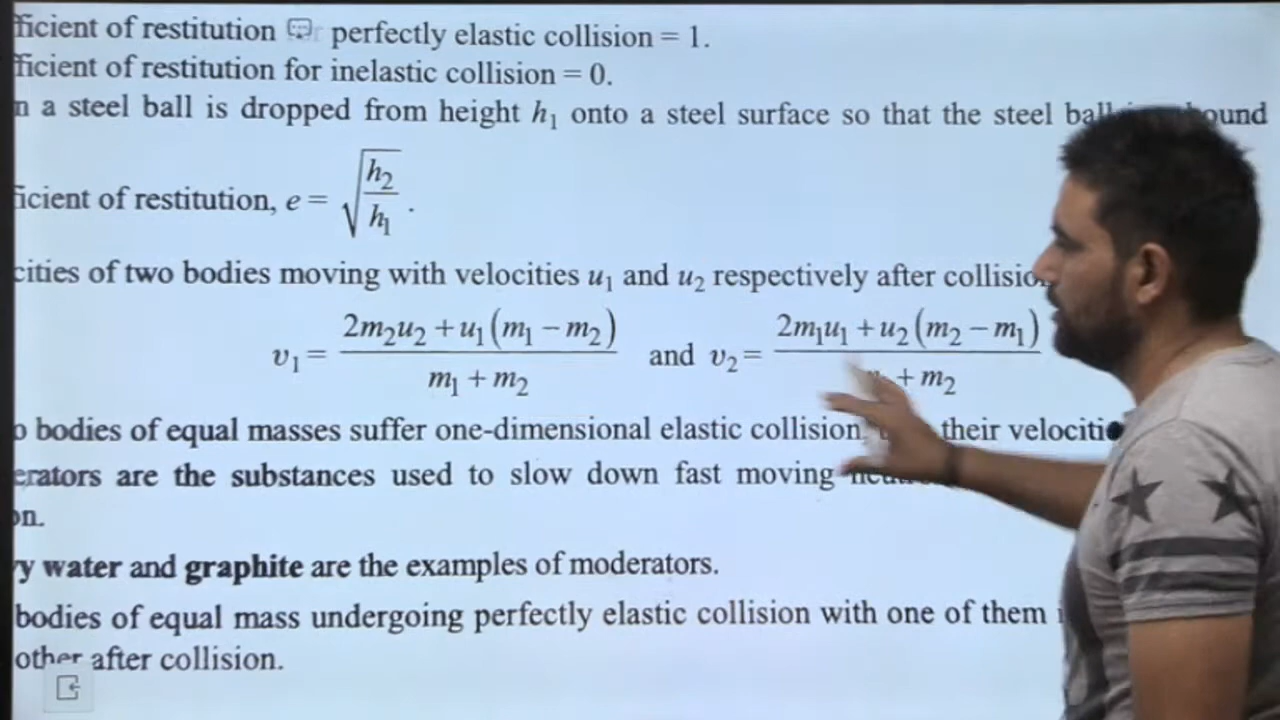 ficient of restitution perfectly elastic collision = 1.
ficient of restitution for inelastic collision = 0.
n a steel ball is dropped from height h₁ onto a steel surface so that the steel ound
icient of restitution, e = √(h₂/h₁).
cities of two bodies moving with velocities u₁ and u₂ respectively after
v₁ = (2m₂u₂ + u₁(m₁ − m₂))/(m₁ + m₂) and v₂ = (2m₁u₁ + u₂(m₂ − m₁))/( + m₂)
o bodies of equal masses suffer one-dimensional elastic collision, their
erators are the substances used to slow down fast moving
on.
y water and graphite are the examples of moderators.
bodies of equal mass undergoing perfectly elastic collision with one of them
other after collision.